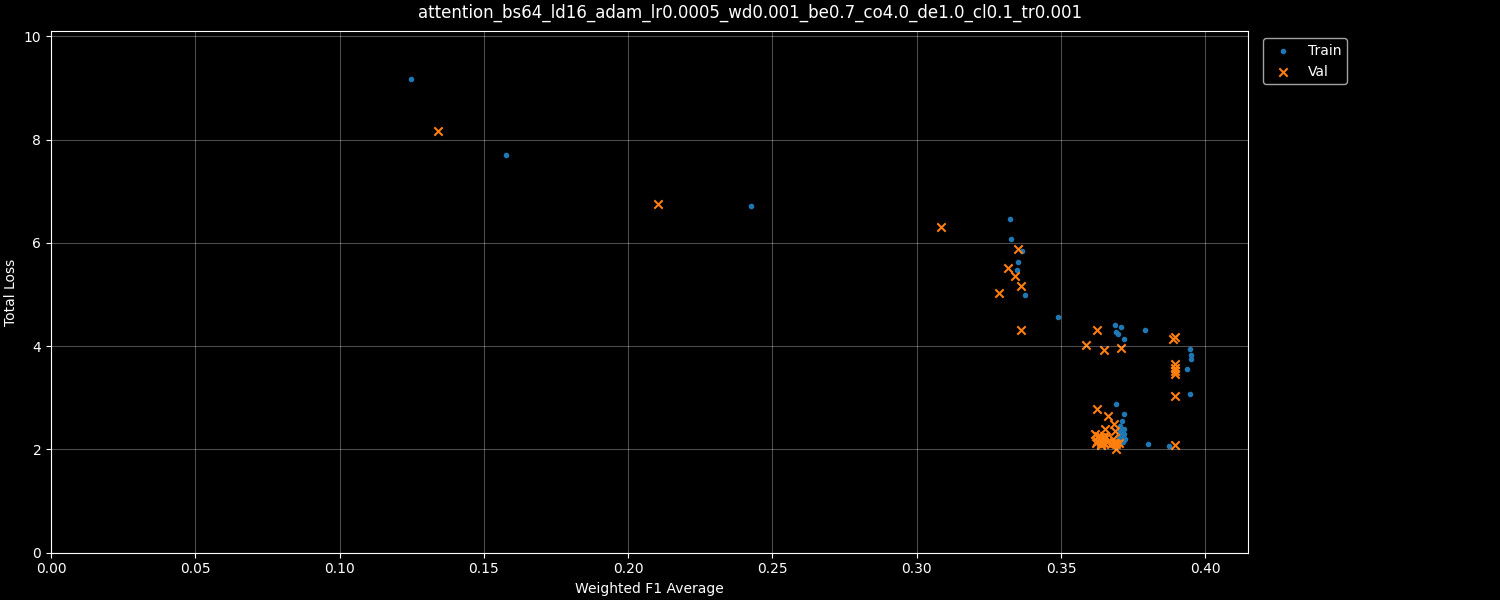 attention_bs64_ld16_adam_lr0.0005_wd0.001_be0.7_co4.0_de1.0_cl0.1_tr0.001
Train
Val
10
8
6
4
2
0
Total Loss
0.00 0.05 0.10 0.15 0.20 0.25 0.30 0.35 0.40
Weighted F1 Average